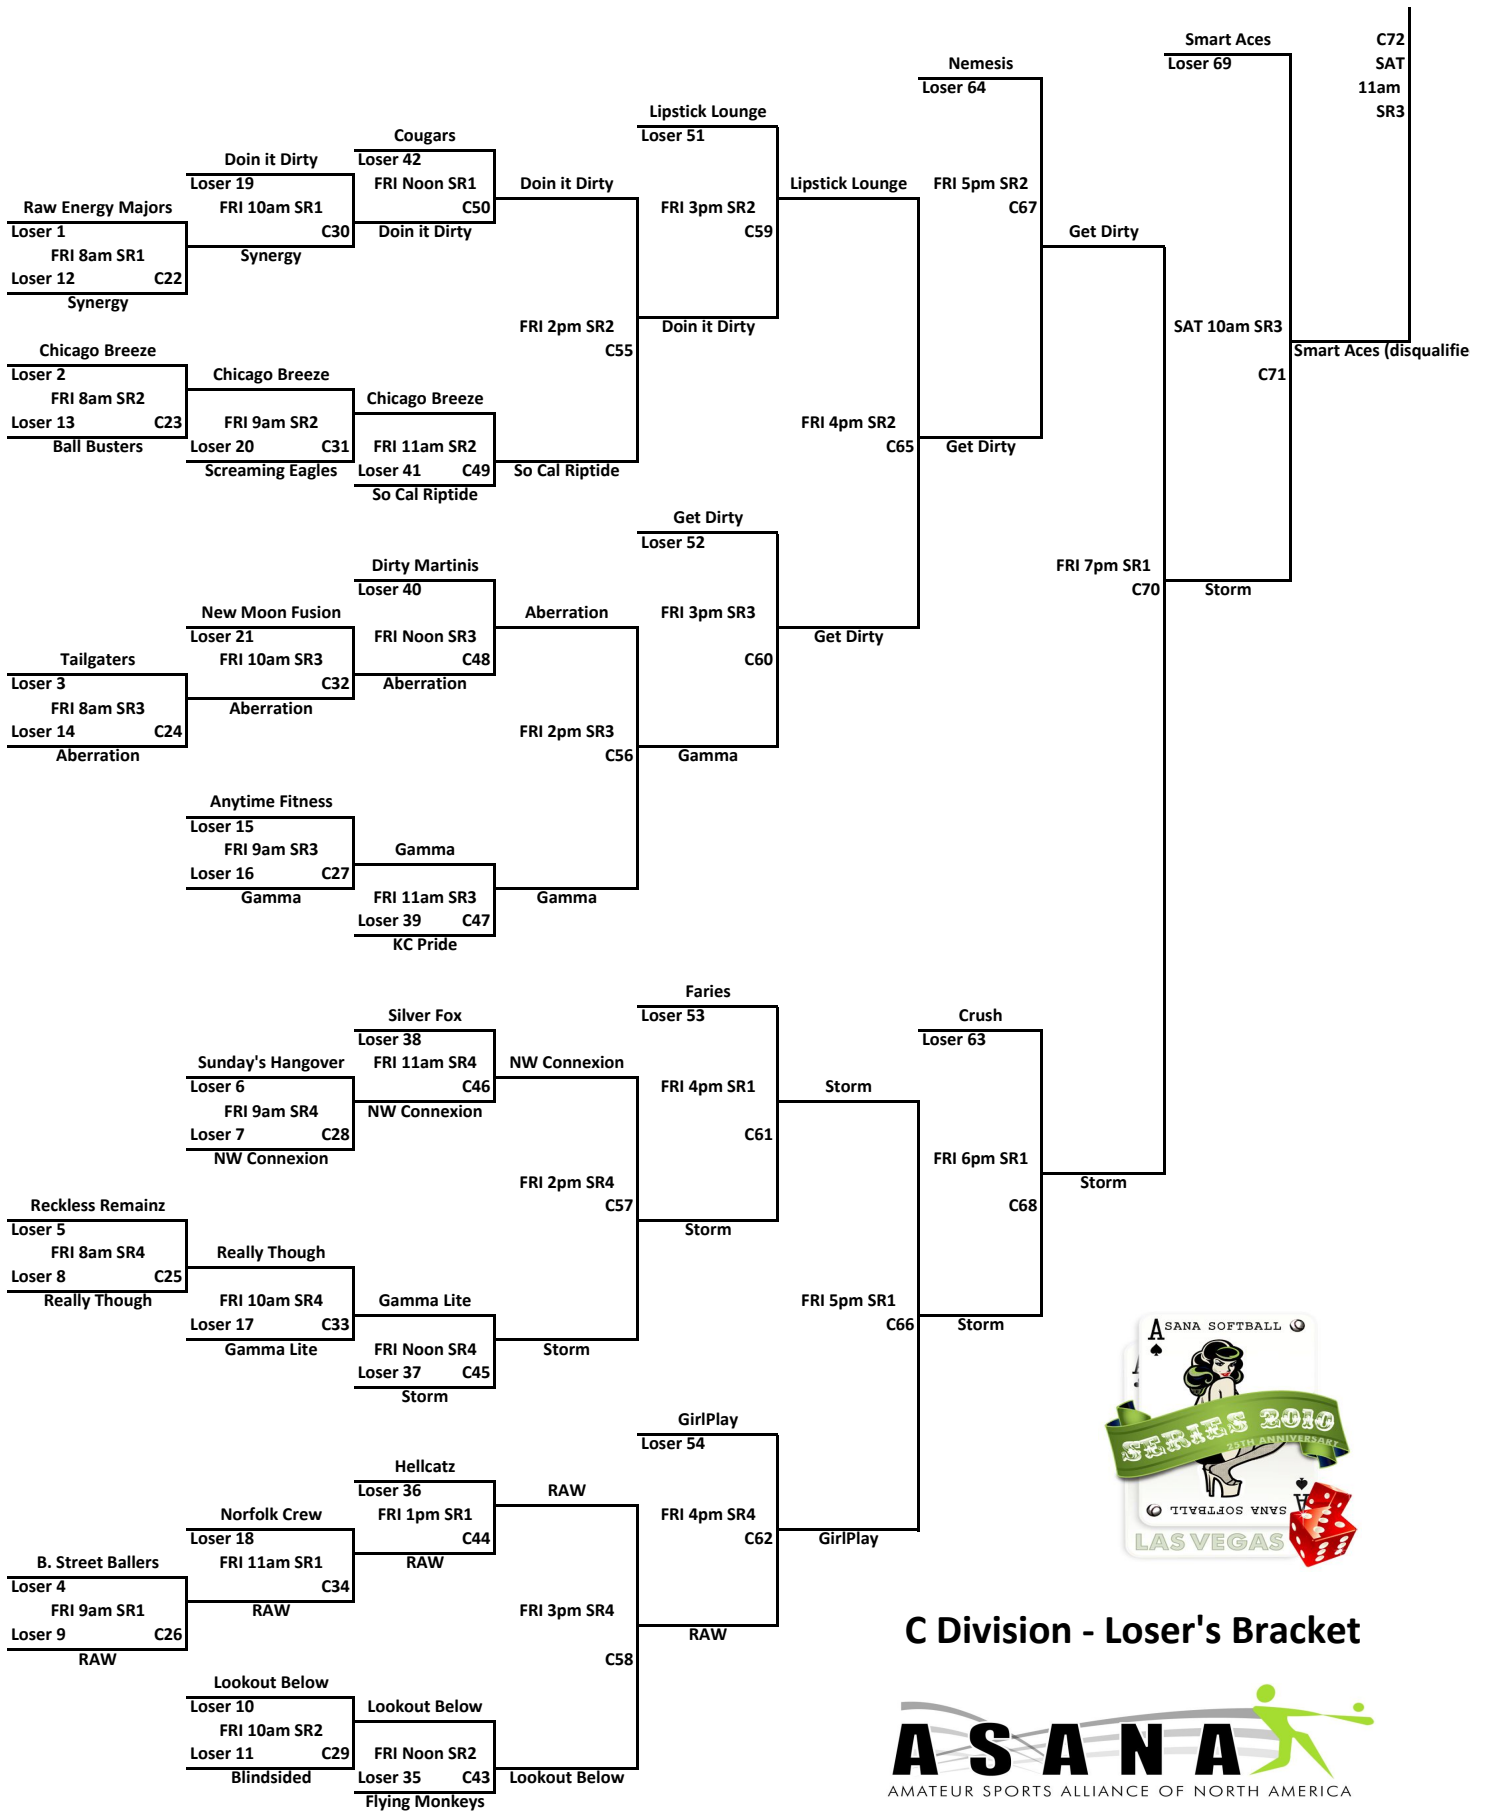 Smart Aces
C72
Loser 69
SAT
11am
SR3
Nemesis
Loser 64
Lipstick Lounge
Loser 51
Cougars
Loser 42
Doin it Dirty
Loser 19
FRI Noon SR1
C50
Doin it Dirty
Lipstick Lounge
FRI 5pm SR2
C67
Raw Energy Majors
Loser 1
FRI 10am SR1
C30
Doin it Dirty
FRI 3pm SR2
C59
Get Dirty
FRI 8am SR1
Loser 12 C22
Synergy
Synergy
FRI 2pm SR2
C55
Doin it Dirty
SAT 10am SR3
C71
Smart Aces (disqualifie
Chicago Breeze
Loser 2
FRI 8am SR2
Loser 13 C23
Ball Busters
Chicago Breeze
FRI 9am SR2
Loser 20 C31
Screaming Eagles
Chicago Breeze
FRI 11am SR2
Loser 41 C49
So Cal Riptide
So Cal Riptide
FRI 4pm SR2
C65
Get Dirty
Get Dirty
Loser 52
Dirty Martinis
Loser 40
FRI 7pm SR1
C70
Storm
New Moon Fusion
Loser 21
FRI Noon SR3
C48
Aberration
FRI 3pm SR3
C60
Get Dirty
Tailgaters
Loser 3
FRI 10am SR3
C32
Aberration
FRI 8am SR3
Loser 14 C24
Aberration
Aberration
FRI 2pm SR3
C56
Gamma
Anytime Fitness
Loser 15
FRI 9am SR3
Loser 16 C27
Gamma
Gamma
FRI 11am SR3
Loser 39 C47
KC Pride
Gamma
Faries
Loser 53
Silver Fox
Loser 38
Crush
Loser 63
Sunday's Hangover
Loser 6
FRI 11am SR4
C46
NW Connexion
NW Connexion
FRI 4pm SR1
C61
Storm
FRI 9am SR4
Loser 7 C28
NW Connexion
FRI 2pm SR4
C57
Storm
FRI 6pm SR1
C68
Storm
Reckless Remainz
Loser 5
FRI 8am SR4
Loser 8 C25
Really Though
Really Though
FRI 10am SR4
Loser 17 C33
Gamma Lite
Gamma Lite
FRI Noon SR4
Loser 37 C45
Storm
Storm
FRI 5pm SR1
C66
Storm
A SANA SOFTBALL
SERIES 2010
25TH ANNIVERSARY
A SANA SOFTBALL
LAS VEGAS
GirlPlay
Loser 54
Hellcatz
Loser 36
FRI 1pm SR1
C44
RAW
RAW
Norfolk Crew
Loser 18
FRI 11am SR1
C34
RAW
FRI 4pm SR4
C62
GirlPlay
B. Street Ballers
Loser 4
FRI 9am SR1
Loser 9 C26
RAW
FRI 3pm SR4
C58
RAW
C Division - Loser's Bracket
Lookout Below
Loser 10
FRI 10am SR2
Loser 11 C29
Blindsided
Lookout Below
FRI Noon SR2
Loser 35 C43
Flying Monkeys
Lookout Below
ASANA
AMATEUR SPORTS ALLIANCE OF NORTH AMERICA